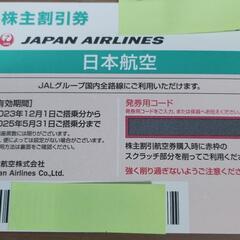 株主割引券
JAPAN AIRLINES
日本航空
JALグループ国内全路線にご利用いただけます。
有効期間
2023年12月1日ご搭乗分から
2025年5月31日ご搭乗分まで
航空株式会社
an Airlines Co., Ltd.
発券用コード
株主割引航空券購入時に赤枠の
スクラッチ部分を削ってご利用ください。
強く削り過ぎないようご注意ください。